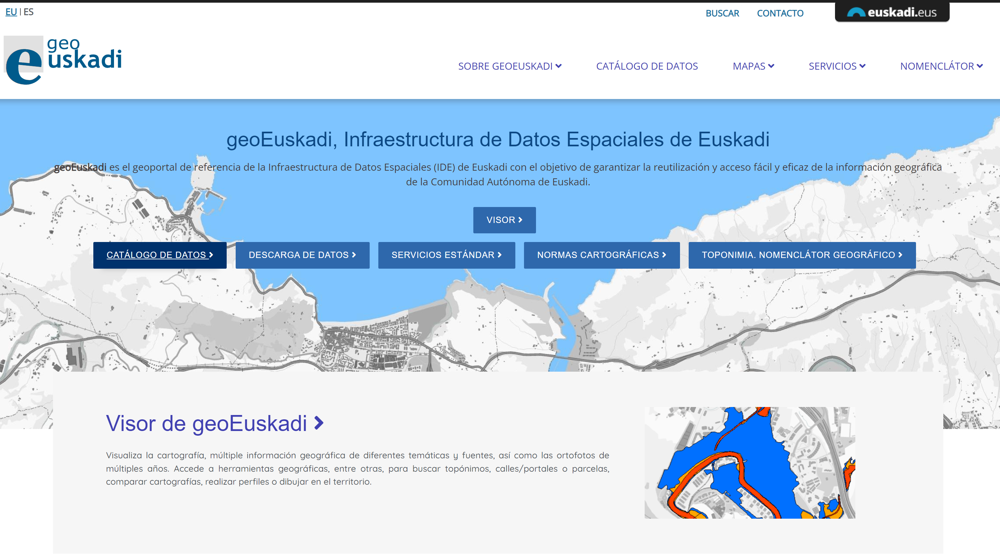 EU | ES
BUSCAR
CONTACTO
euskadi.eus
geo
euskadi
SOBRE GEOEUSKADI
CATÁLOGO DE DATOS
MAPAS
SERVICIOS
NOMENCLÁTOR
geoEuskadi, Infraestructura de Datos Espaciales de Euskadi
geoEuskadi es el geoportal de referencia de la Infraestructura de Datos Espaciales (IDE) de Euskadi con el objetivo de garantizar la reutilización y acceso fácil y eficaz de la información geográfica
de la Comunidad Autónoma de Euskadi.
VISOR
CATÁLOGO DE DATOS
DESCARGA DE DATOS
SERVICIOS ESTÁNDAR
NORMAS CARTOGRÁFICAS
TOPONIMIA. NOMENCLÁTOR GEOGRÁFICO
Visor de geoEuskadi
Visualiza la cartografía, múltiple información geográfica de diferentes temáticas y fuentes, así como las ortofotos de
múltiples años. Accede a herramientas geográficas, entre otras, para buscar topónimos, calles/portales o parcelas,
comparar cartografías, realizar perfiles o dibujar en el territorio.